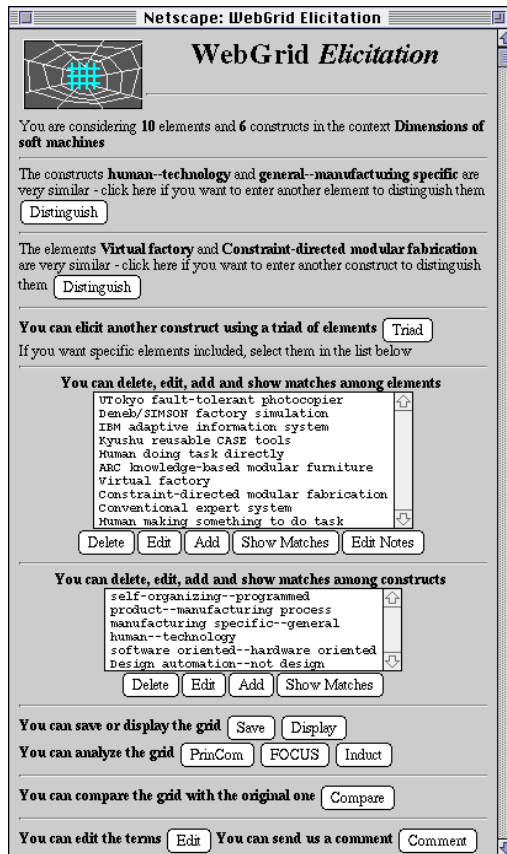 Netscape: WebGrid Elicitation
WebGrid Elicitation
You are considering 10 elements and 6 constructs in the context Dimensions of
soft machines
The constructs human--technology and general--manufacturing specific are
very similar - click here if you want to enter another element to distinguish them
Distinguish
The elements Virtual factory and Constraint-directed modular fabrication
are very similar - click here if you want to enter another construct to distinguish
them Distinguish
You can elicit another construct using a triad of elements Triad
If you want specific elements included, select them in the list below
You can delete, edit, add and show matches among elements
UTokyo fault-tolerant photocopier
Deneb/SIMSON factory simulation
IBM adaptive information system
Kyushu reusable CASE tools
Human doing task directly
ARC knowledge-based modular furniture
Virtual factory
Constraint-directed modular fabrication
Conventional expert system
Human making something to do task
Delete Edit Add Show Matches Edit Notes
You can delete, edit, add and show matches among constructs
self-organizing--programmed
product--manufacturing process
manufacturing specific--general
human--technology
software oriented--hardware oriented
Design automation--not design
Delete Edit Add Show Matches
You can save or display the grid Save Display
You can analyze the grid PrinCom FOCUS Induct
You can compare the grid with the original one Compare
You can edit the terms Edit You can send us a comment Comment